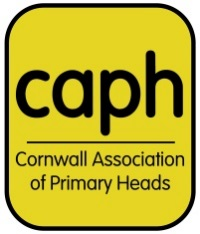 caph
Cornwall Association
of Primary Heads